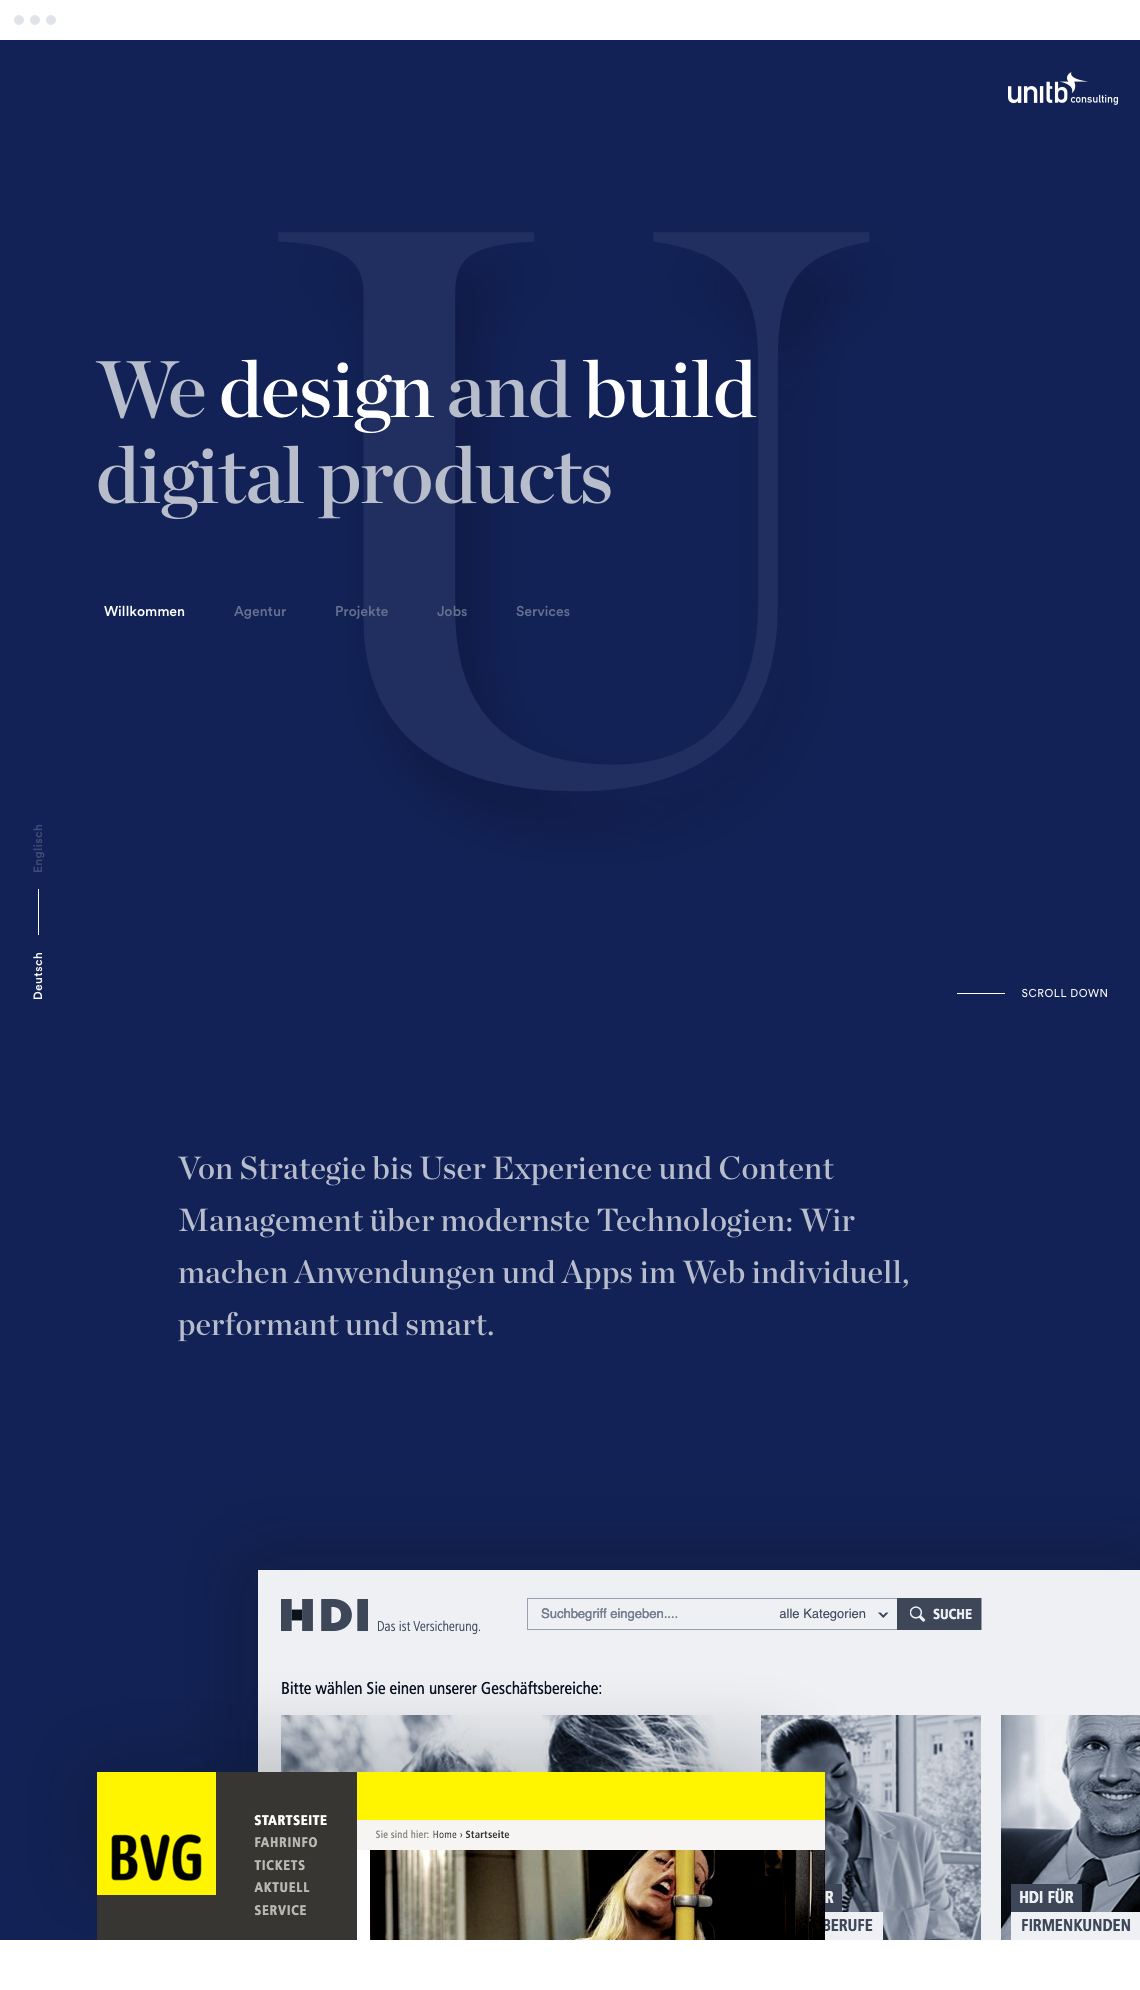 unitb consulting
U
We design and build
digital products
Willkommen Agentur Projekte Jobs Services
Englisch
Deutsch
SCROLL DOWN
Von Strategie bis User Experience und Content
Management über modernste Technologien: Wir
machen Anwendungen und Apps im Web individuell,
performant und smart.
HDI Das ist Versicherung.
Suchbegriff eingeben.... alle Kategorien SUCHE
Bitte wählen Sie einen unserer Geschäftsbereiche:
BVG
STARTSEITE
FAHRINFO
TICKETS
AKTUELL
SERVICE
Sie sind hier: Home › Startseite
R
BERUFE
HDI FÜR
FIRMENKUNDEN